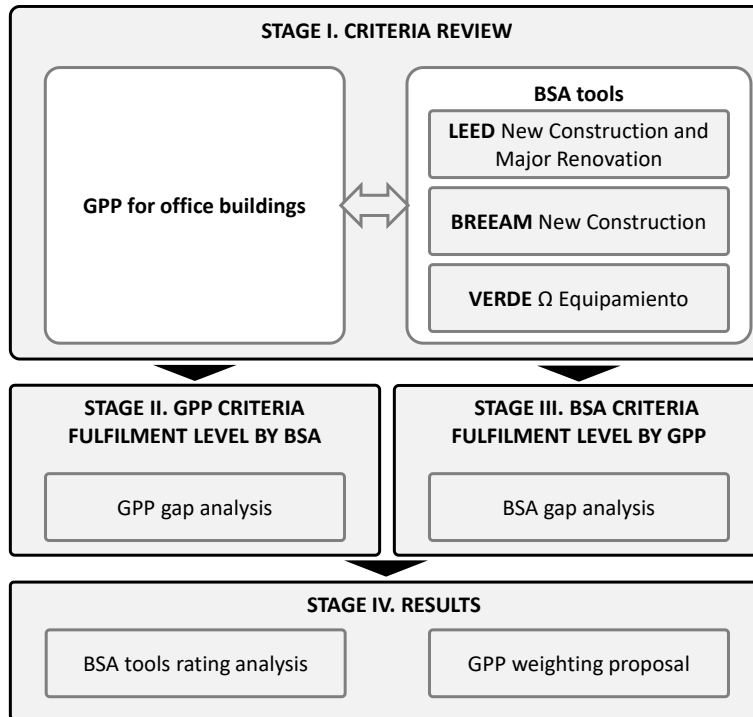 STAGE I. CRITERIA REVIEW
GPP for office buildings
BSA tools
LEED New Construction and
Major Renovation
BREEAM New Construction
VERDE Ω Equipamiento
STAGE II. GPP CRITERIA
FULFILMENT LEVEL BY BSA
GPP gap analysis
STAGE III. BSA CRITERIA
FULFILMENT LEVEL BY GPP
BSA gap analysis
STAGE IV. RESULTS
BSA tools rating analysis
GPP weighting proposal